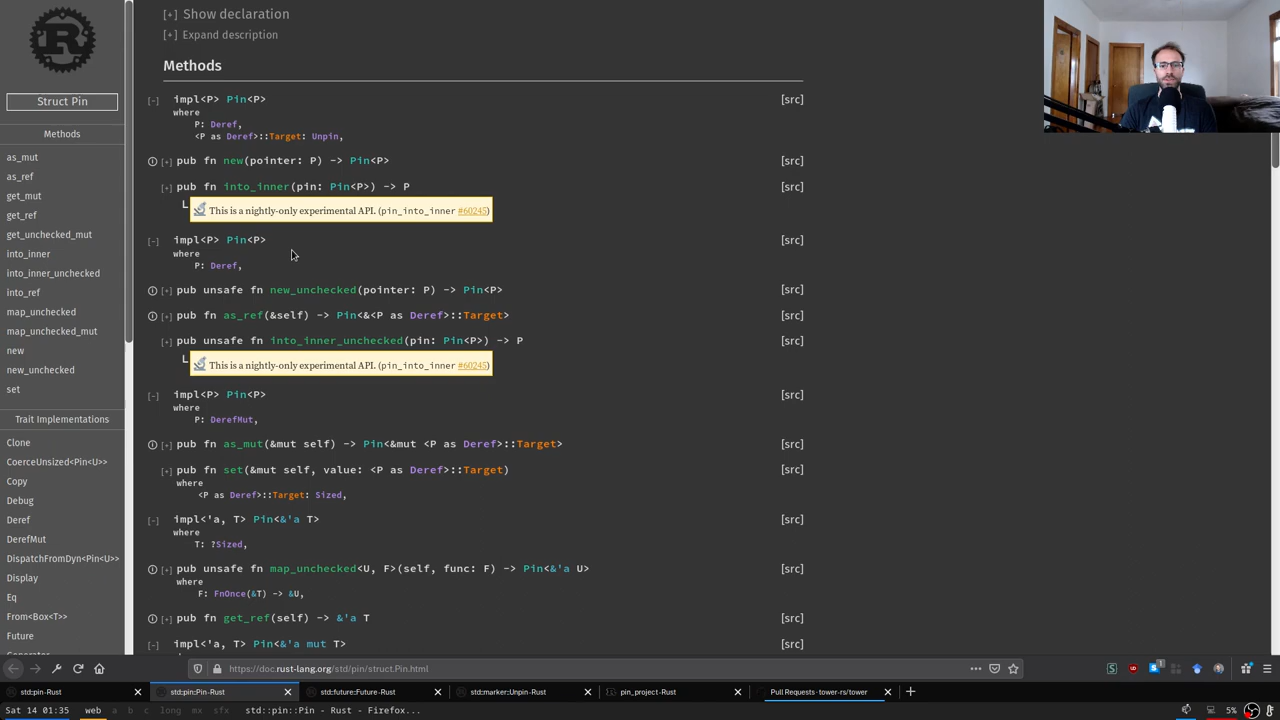 [+] Show declaration
[+] Expand description
Struct Pin
Methods
as_mut
as_ref
get_mut
get_ref
get_unchecked_mut
into_inner
into_inner_unchecked
into_ref
map_unchecked
map_unchecked_mut
new
new_unchecked
set
Trait Implementations
Clone
CoerceUnsized<Pin<U>>
Copy
Debug
Deref
DerefMut
DispatchFromDyn<Pin<U>>
Display
Eq
From<Box<T>>
Future
Generator
Methods
[-] impl<P> Pin<P> [src]
where
P: Deref,
<P as Deref>::Target: Unpin,
ⓘ [+] pub fn new(pointer: P) -> Pin<P> [src]
[+] pub fn into_inner(pin: Pin<P>) -> P [src]
This is a nightly-only experimental API. (pin_into_inner #60245)
[-] impl<P> Pin<P> [src]
where
P: Deref,
ⓘ [+] pub unsafe fn new_unchecked(pointer: P) -> Pin<P> [src]
ⓘ [+] pub fn as_ref(&self) -> Pin<&<P as Deref>::Target> [src]
[+] pub unsafe fn into_inner_unchecked(pin: Pin<P>) -> P [src]
This is a nightly-only experimental API. (pin_into_inner #60245)
[-] impl<P> Pin<P> [src]
where
P: DerefMut,
ⓘ [+] pub fn as_mut(&mut self) -> Pin<&mut <P as Deref>::Target> [src]
[+] pub fn set(&mut self, value: <P as Deref>::Target) [src]
where
<P as Deref>::Target: Sized,
[-] impl<'a, T> Pin<&'a T> [src]
where
T: ?Sized,
ⓘ [+] pub unsafe fn map_unchecked<U, F>(self, func: F) -> Pin<&'a U> [src]
where
F: FnOnce(&T) -> &U,
ⓘ [+] pub fn get_ref(self) -> &'a T [src]
[-] impl<'a, T> Pin<&'a mut T> [src]
https://doc.rust-lang.org/std/pin/struct.Pin.html
std::pin - Rust
std::pin::Pin - Rust
std::future::Future - Rust
std::marker::Unpin - Rust
pin_project - Rust
Pull Requests · tower-rs/tower
Sat 14 01:35 web a b c long mx sfx std::pin::Pin - Rust - Firefox... 5%